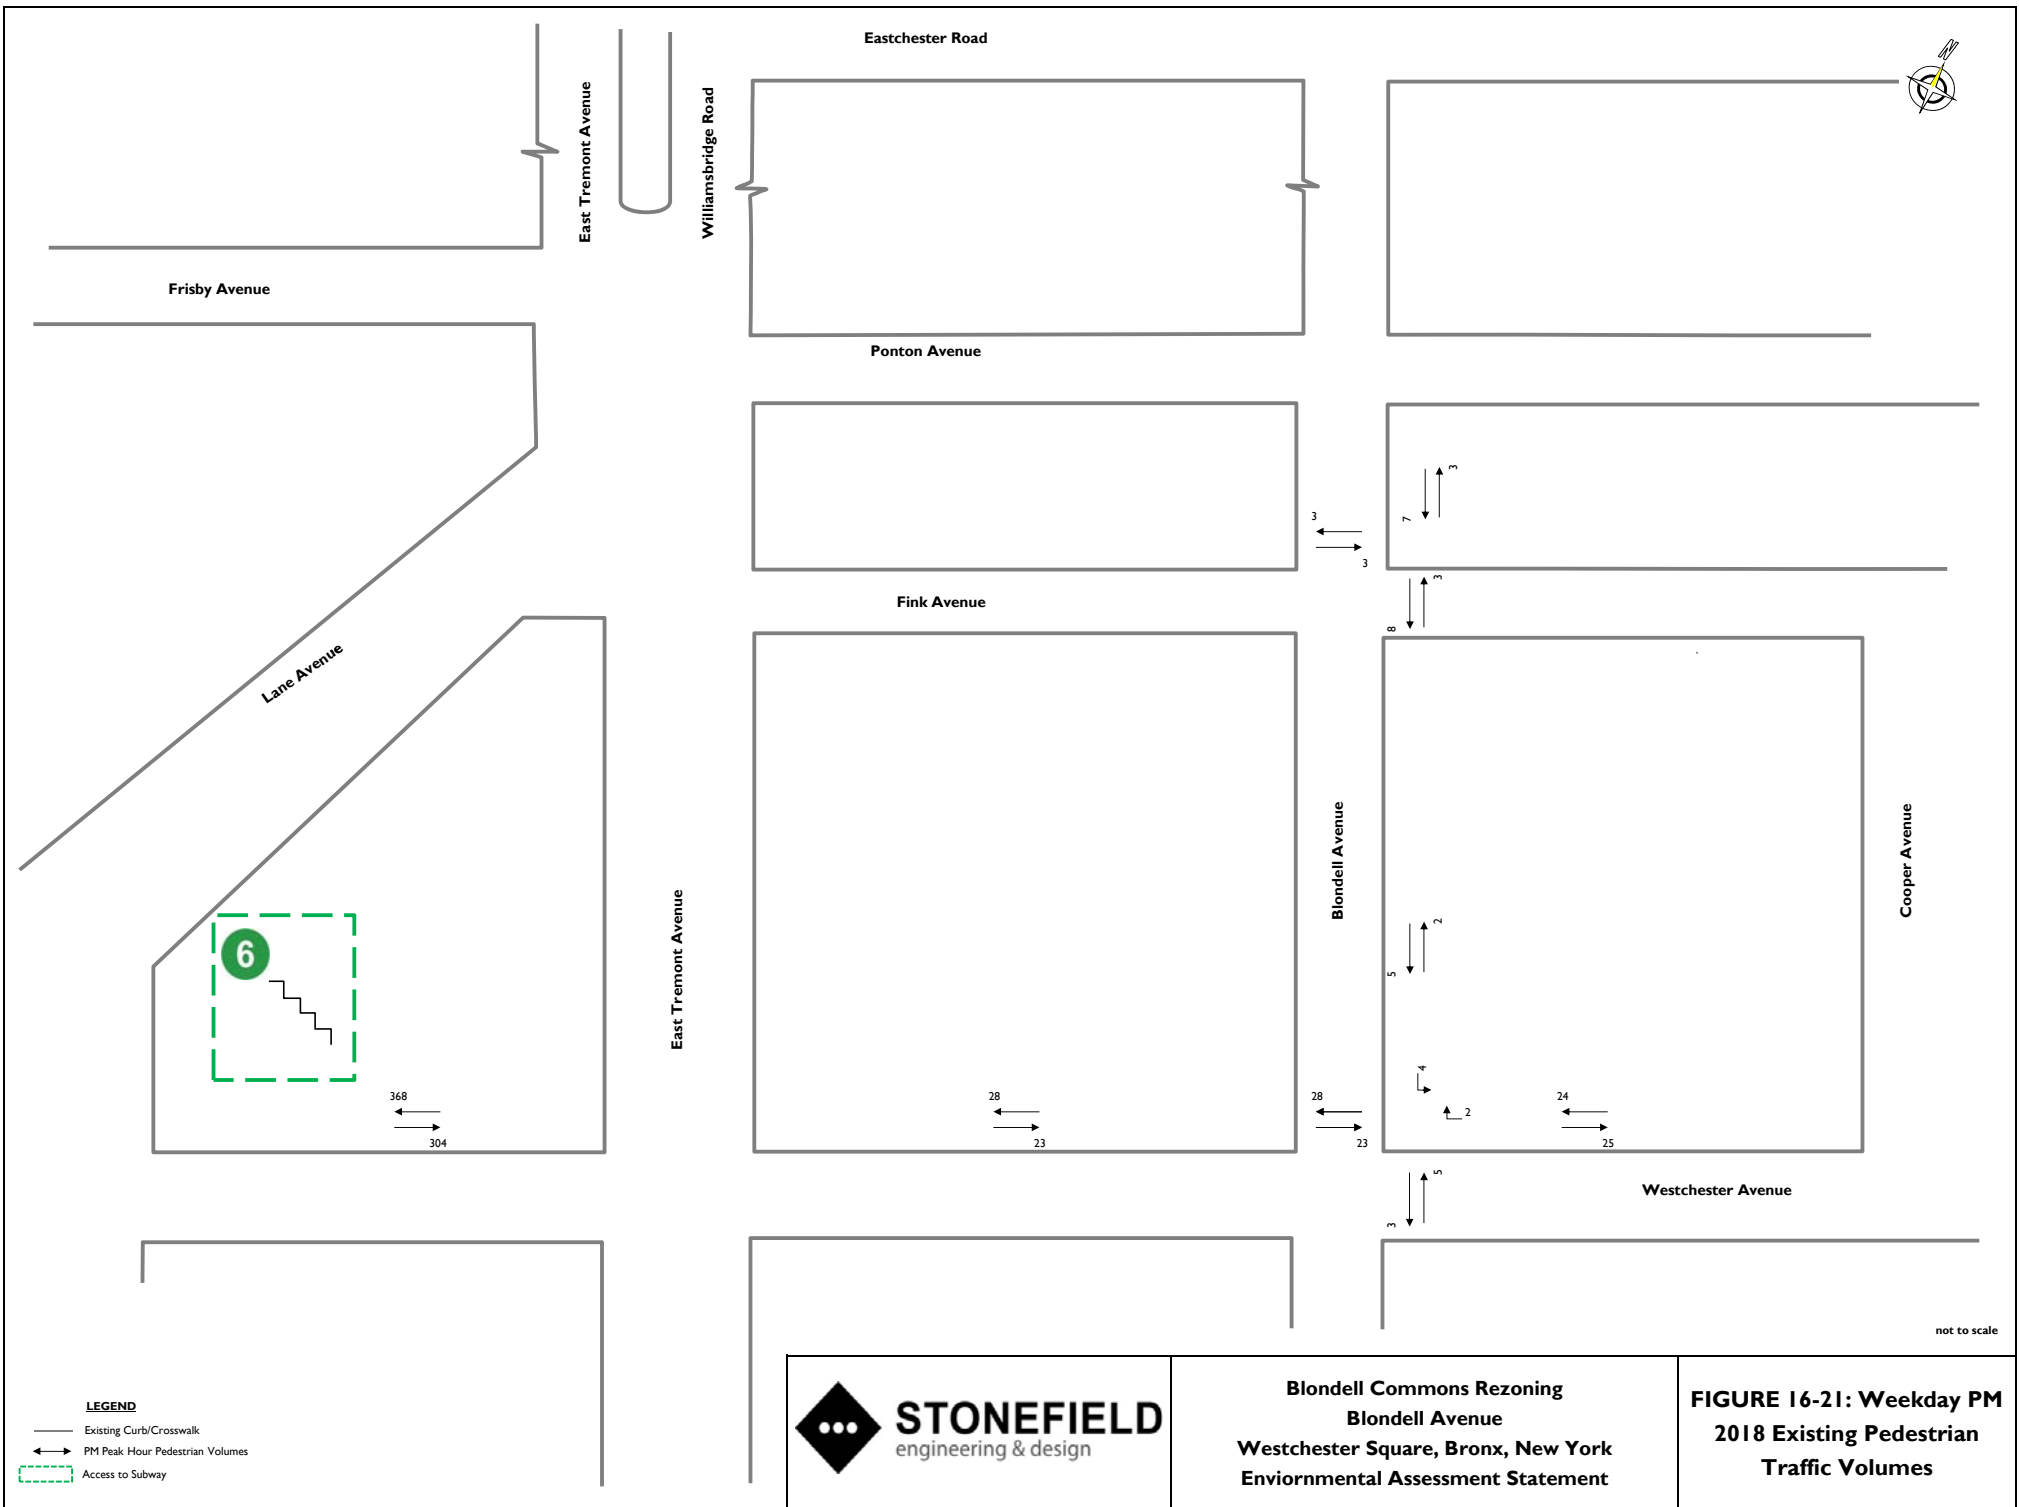 Eastchester Road
N
East Tremont Avenue
Williamsbridge Road
Frisby Avenue
Ponton Avenue
3
7
3
3
Fink Avenue
3
8
Lane Avenue
Blondell Avenue
Cooper Avenue
East Tremont Avenue
6
2
5
4
2
368
304
28
23
28
23
24
25
5
3
Westchester Avenue
not to scale
LEGEND
Existing Curb/Crosswalk
PM Peak Hour Pedestrian Volumes
Access to Subway
STONEFIELD
engineering & design
Blondell Commons Rezoning
Blondell Avenue
Westchester Square, Bronx, New York
Enviornmental Assessment Statement
FIGURE 16-21: Weekday PM
2018 Existing Pedestrian
Traffic Volumes